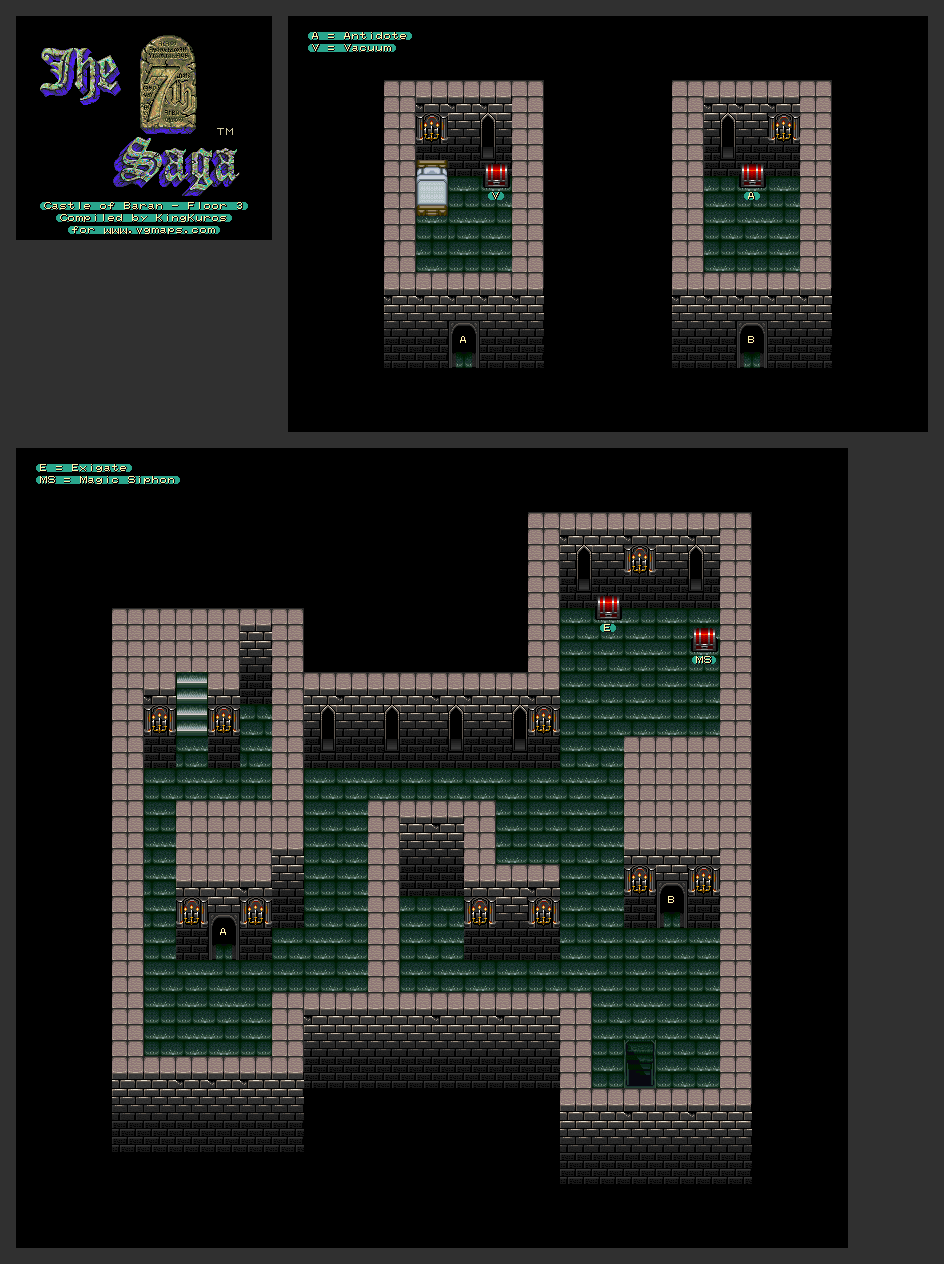 The
7th
TM
Saga
Castle of Baran - Floor 3
Compiled by KingKuros
for www.vgmaps.com
A = Antidote
V = Vacuum
V
A
A
B
E = Exigate
MS = Magic Siphon
E
MS
B
A